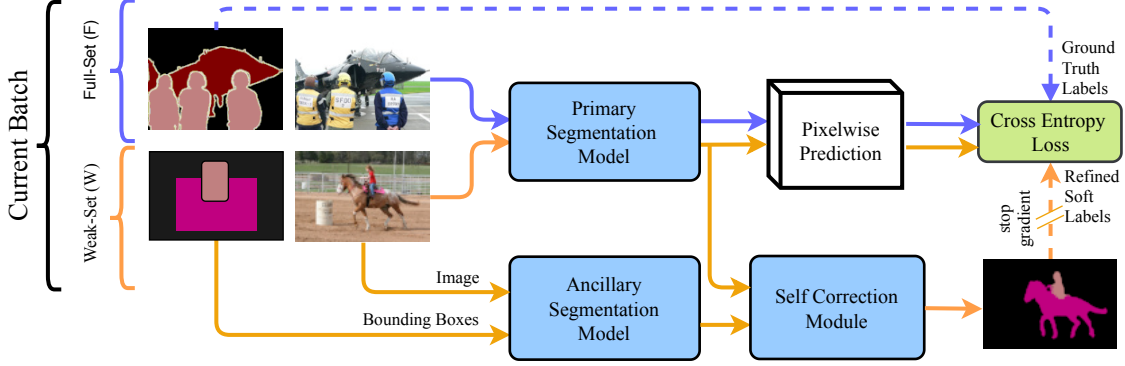 Current Batch
Full-Set (F)
Weak-Set (W)
Primary
Segmentation
Model
Pixelwise
Prediction
Ground
Truth
Labels
Cross Entropy
Loss
Refined
Soft
Labels
stop
gradient
Image
Bounding Boxes
Ancillary
Segmentation
Model
Self Correction
Module